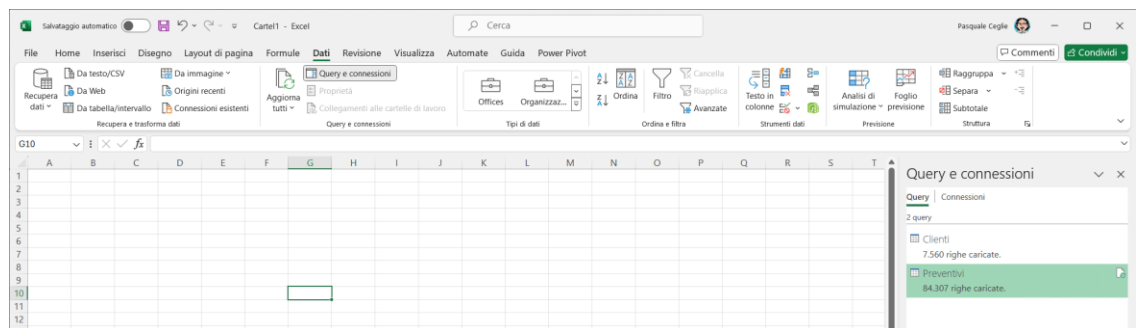 Salvataggio automatico Cartel1 - Excel Cerca Pasquale Ceglie
File Home Inserisci Disegno Layout di pagina Formule Dati Revisione Visualizza Automate Guida Power Pivot Commenti Condividi
Recupera dati
Da testo/CSV
Da Web
Da tabella/intervallo
Da immagine
Origini recenti
Connessioni esistenti
Recupera e trasforma dati
Aggiorna tutti
Query e connessioni
Proprietà
Collegamenti alle cartelle di lavoro
Query e connessioni
Offices Organizzaz...
Tipi di dati
Ordina
Filtro
Cancella
Riapplica
Avanzate
Ordina e filtra
Testo in colonne
Strumenti dati
Analisi di simulazione
Foglio previsione
Previsione
Raggruppa
Separa
Subtotale
Struttura
G10 fx
A B C D E F G H I J K L M N O P Q R S T
1
2
3
4
5
6
7
8
9
10
11
12
Query e connessioni
Query Connessioni
2 query
Clienti
7.560 righe caricate.
Preventivi
84.307 righe caricate.